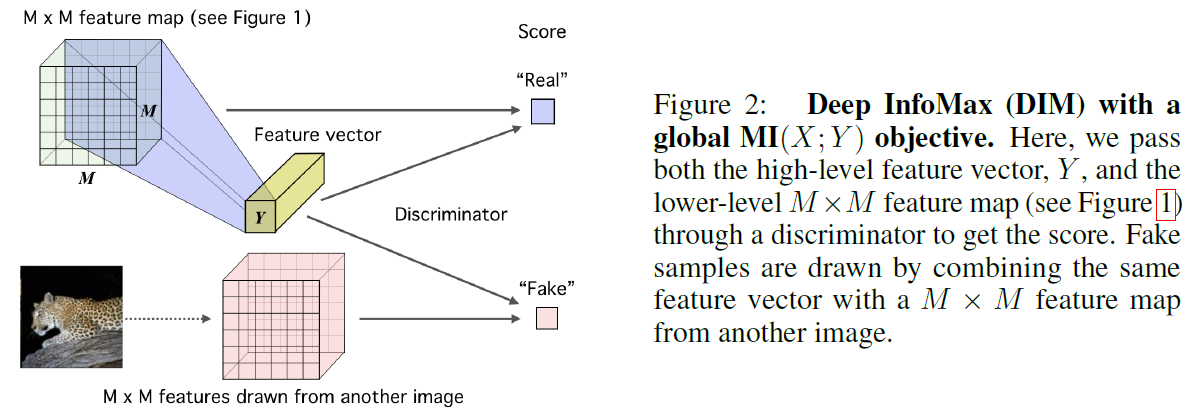 M x M feature map (see Figure 1)
Score
“Real”
M
Feature vector
M
Y
Discriminator
“Fake”
M x M features drawn from another image
Figure 2: Deep InfoMax (DIM) with a
global MI(X; Y) objective. Here, we pass
both the high-level feature vector, Y, and the
lower-level M × M feature map (see Figure 1)
through a discriminator to get the score. Fake
samples are drawn by combining the same
feature vector with a M × M feature map
from another image.